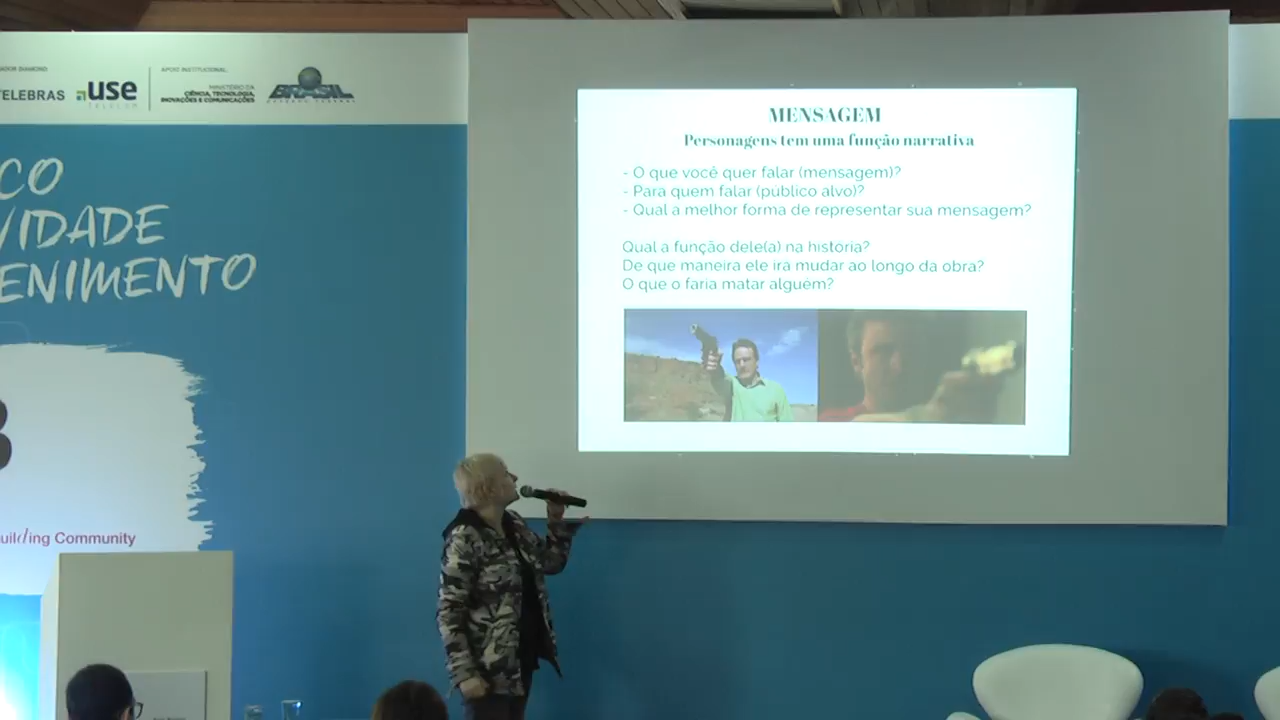 APOIO INSTITUCIONAL:
TELEBRAS
use
TELECOM
MINISTÉRIO DA
CIÊNCIA, TECNOLOGIA,
INOVAÇÕES E COMUNICAÇÕES
BRASIL
CO
VIDADE
ENIMENTO
uilding Community
MENSAGEM
Personagens tem uma função narrativa
- O que você quer falar (mensagem)?
- Para quem falar (público alvo)?
- Qual a melhor forma de representar sua mensagem?
Qual a função dele(a) na história?
De que maneira ele irá mudar ao longo da obra?
O que o faria matar alguém?